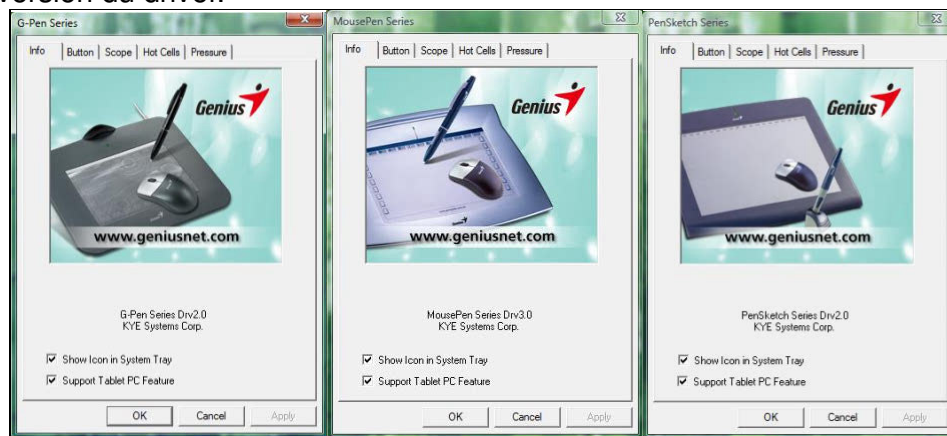 version du driver.
G-Pen Series
Info Button Scope Hot Cells Pressure
Genius
www.geniusnet.com
G-Pen Series Drv2.0
KYE Systems Corp.
Show Icon in System Tray
Support Tablet PC Feature
OK Cancel Apply
MousePen Series
Info Button Scope Hot Cells Pressure
Genius
www.geniusnet.com
MousePen Series Drv3.0
KYE Systems Corp.
Show Icon in System Tray
Support Tablet PC Feature
OK Cancel Apply
PenSketch Series
Info Button Scope Hot Cells Pressure
Genius
www.geniusnet.com
PenSketch Series Drv2.0
KYE Systems Corp.
Show Icon in System Tray
Support Tablet PC Feature
OK Cancel Apply